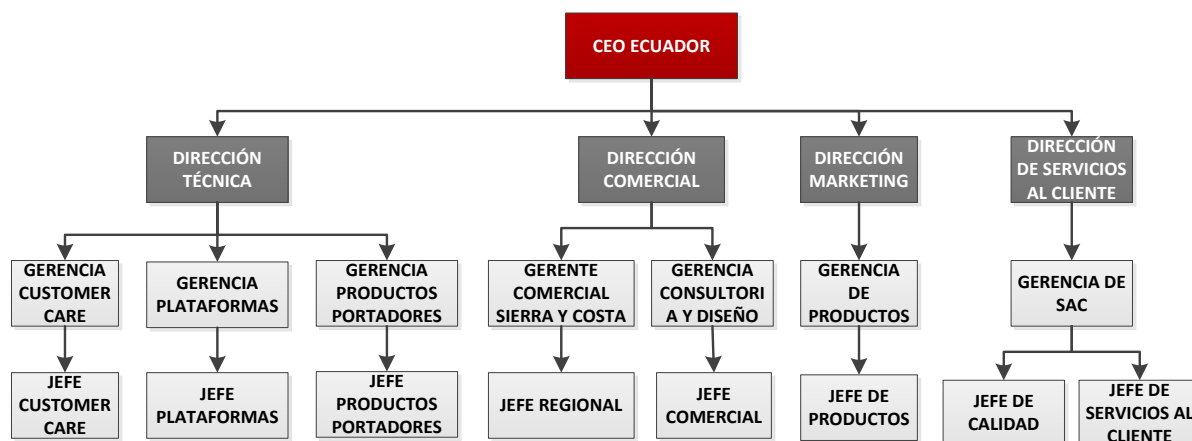 CEO ECUADOR
DIRECCIÓN
TÉCNICA
DIRECCIÓN
COMERCIAL
DIRECCIÓN
MARKETING
DIRECCIÓN
DE SERVICIOS
AL CLIENTE
GERENCIA
CUSTOMER
CARE
GERENCIA
PLATAFORMAS
GERENCIA
PRODUCTOS
PORTADORES
GERENTE
COMERCIAL
SIERRA Y COSTA
GERENCIA
CONSULTORI
A Y DISEÑO
GERENCIA
DE
PRODUCTOS
GERENCIA DE
SAC
JEFE
CUSTOMER
CARE
JEFE
PLATAFORMAS
JEFE
PRODUCTOS
PORTADORES
JEFE REGIONAL
JEFE
COMERCIAL
JEFE DE
PRODUCTOS
JEFE DE
CALIDAD
JEFE DE
SERVICIOS AL
CLIENTE